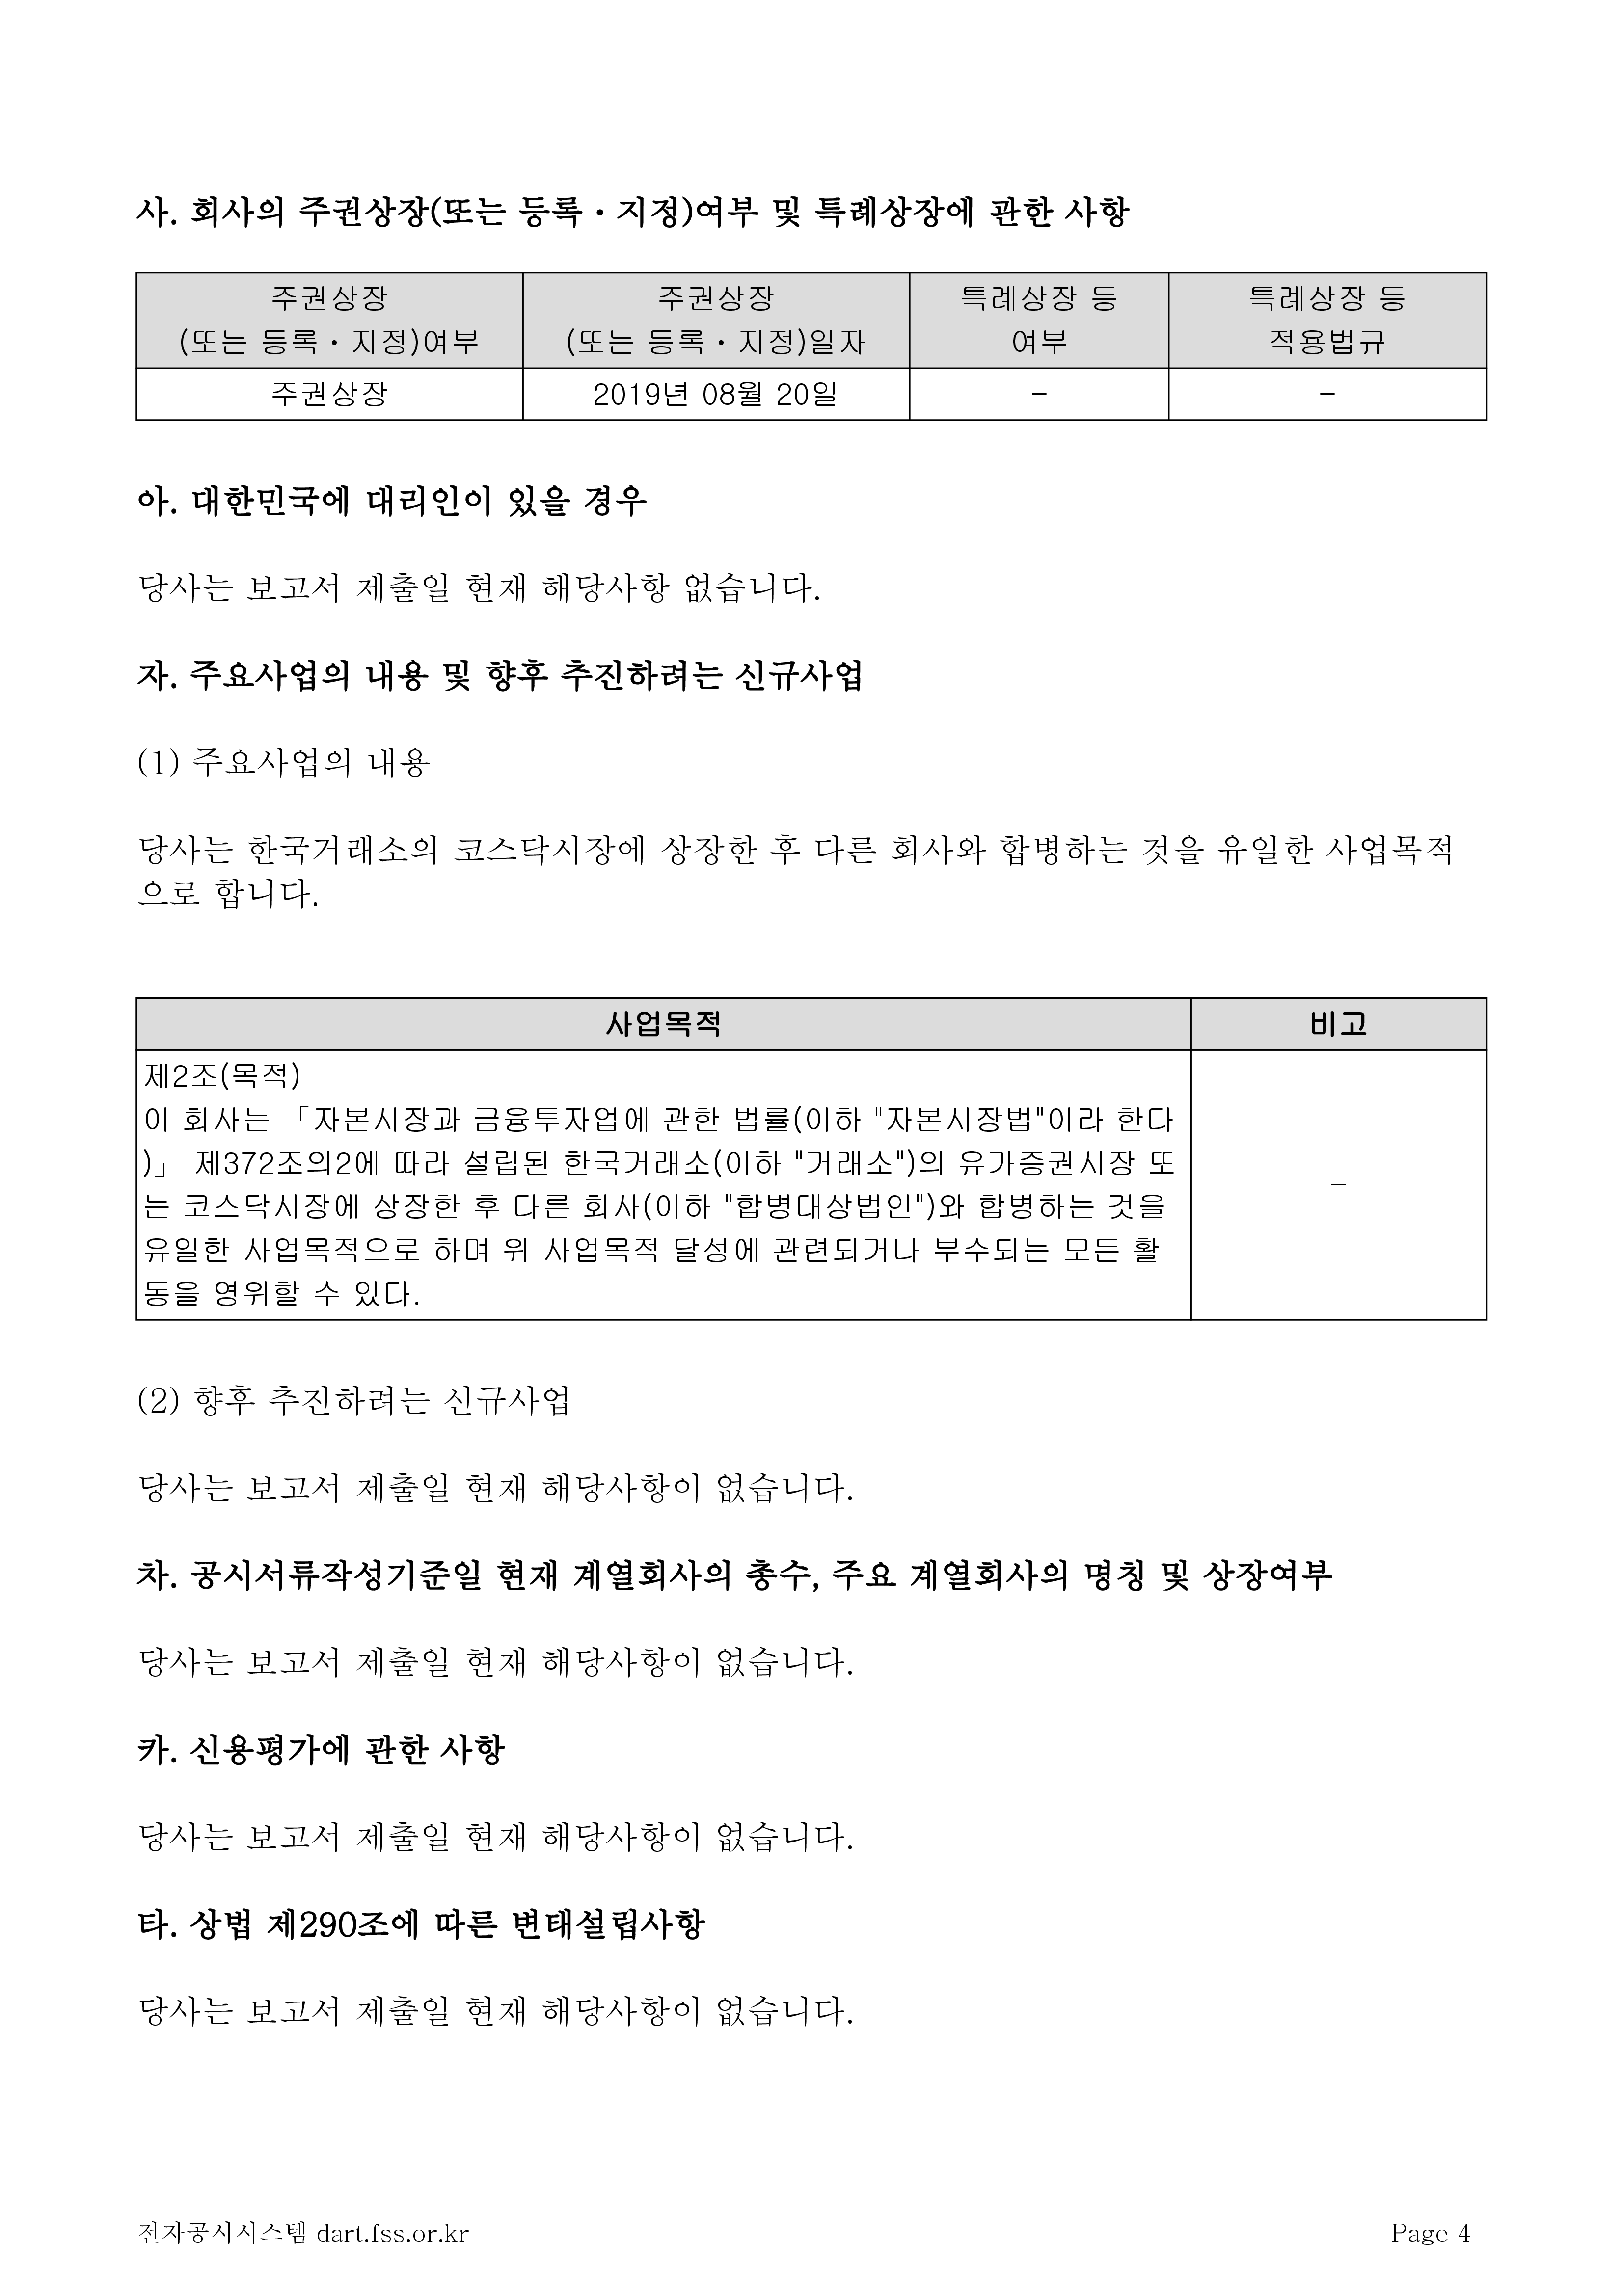 사. 회사의 주권상장(또는 등록・지정)여부 및 특례상장에 관한 사항
주권상장
(또는 등록・지정)여부
주권상장
(또는 등록・지정)일자
특례상장 등
여부
특례상장 등
적용법규
주권상장
2019년 08월 20일
-
-
아. 대한민국에 대리인이 있을 경우
당사는 보고서 제출일 현재 해당사항 없습니다.
자. 주요사업의 내용 및 향후 추진하려는 신규사업
(1) 주요사업의 내용
당사는 한국거래소의 코스닥시장에 상장한 후 다른 회사와 합병하는 것을 유일한 사업목적
으로 합니다.
사업목적
비고
제2조(목적)
이 회사는 「자본시장과 금융투자업에 관한 법률(이하 "자본시장법"이라 한다
)」 제372조의2에 따라 설립된 한국거래소(이하 "거래소")의 유가증권시장 또
는 코스닥시장에 상장한 후 다른 회사(이하 "합병대상법인")와 합병하는 것을
유일한 사업목적으로 하며 위 사업목적 달성에 관련되거나 부수되는 모든 활
동을 영위할 수 있다.
-
(2) 향후 추진하려는 신규사업
당사는 보고서 제출일 현재 해당사항이 없습니다.
차. 공시서류작성기준일 현재 계열회사의 총수, 주요 계열회사의 명칭 및 상장여부
당사는 보고서 제출일 현재 해당사항이 없습니다.
카. 신용평가에 관한 사항
당사는 보고서 제출일 현재 해당사항이 없습니다.
타. 상법 제290조에 따른 변태설립사항
당사는 보고서 제출일 현재 해당사항이 없습니다.
전자공시시스템 dart.fss.or.kr
Page 4